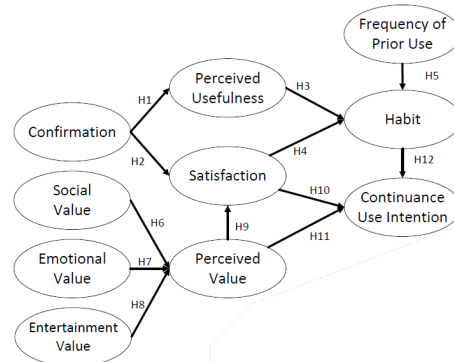 Frequency of
Prior Use
H5
Perceived
Usefulness
H3
H1
Confirmation
Habit
H4
H2
H12
Social
Value
Satisfaction
H10
Continuance
Use Intention
H6
H9
H11
Emotional
Value
H7
Perceived
Value
H8
Entertainment
Value